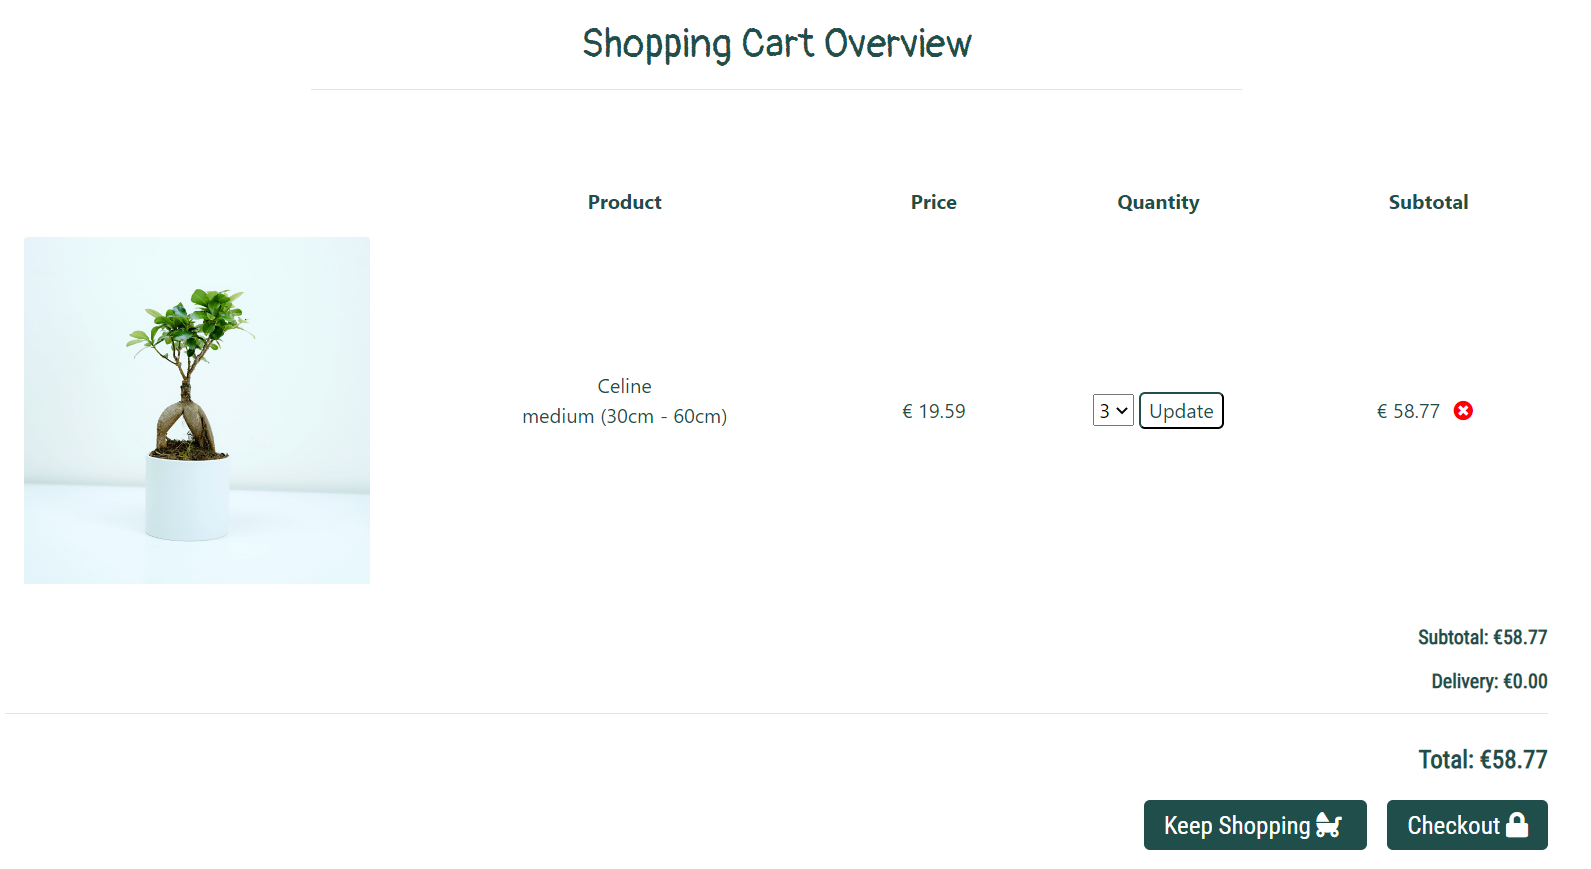 Shopping Cart Overview
Product Price Quantity Subtotal
Celine
medium (30cm - 60cm)
€ 19.59 3 Update € 58.77
Subtotal: €58.77
Delivery: €0.00
Total: €58.77
Keep Shopping Checkout